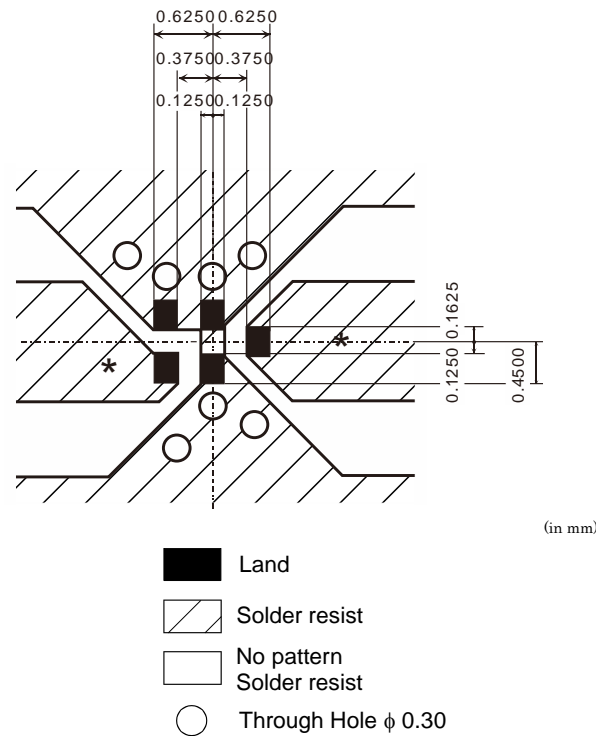 0.6250 0.6250
0.3750 0.3750
0.1250 0.1250
*
*
0.1625
0.1250
0.4500
(in mm)
Land
Solder resist
No pattern
Solder resist
Through Hole ϕ 0.30